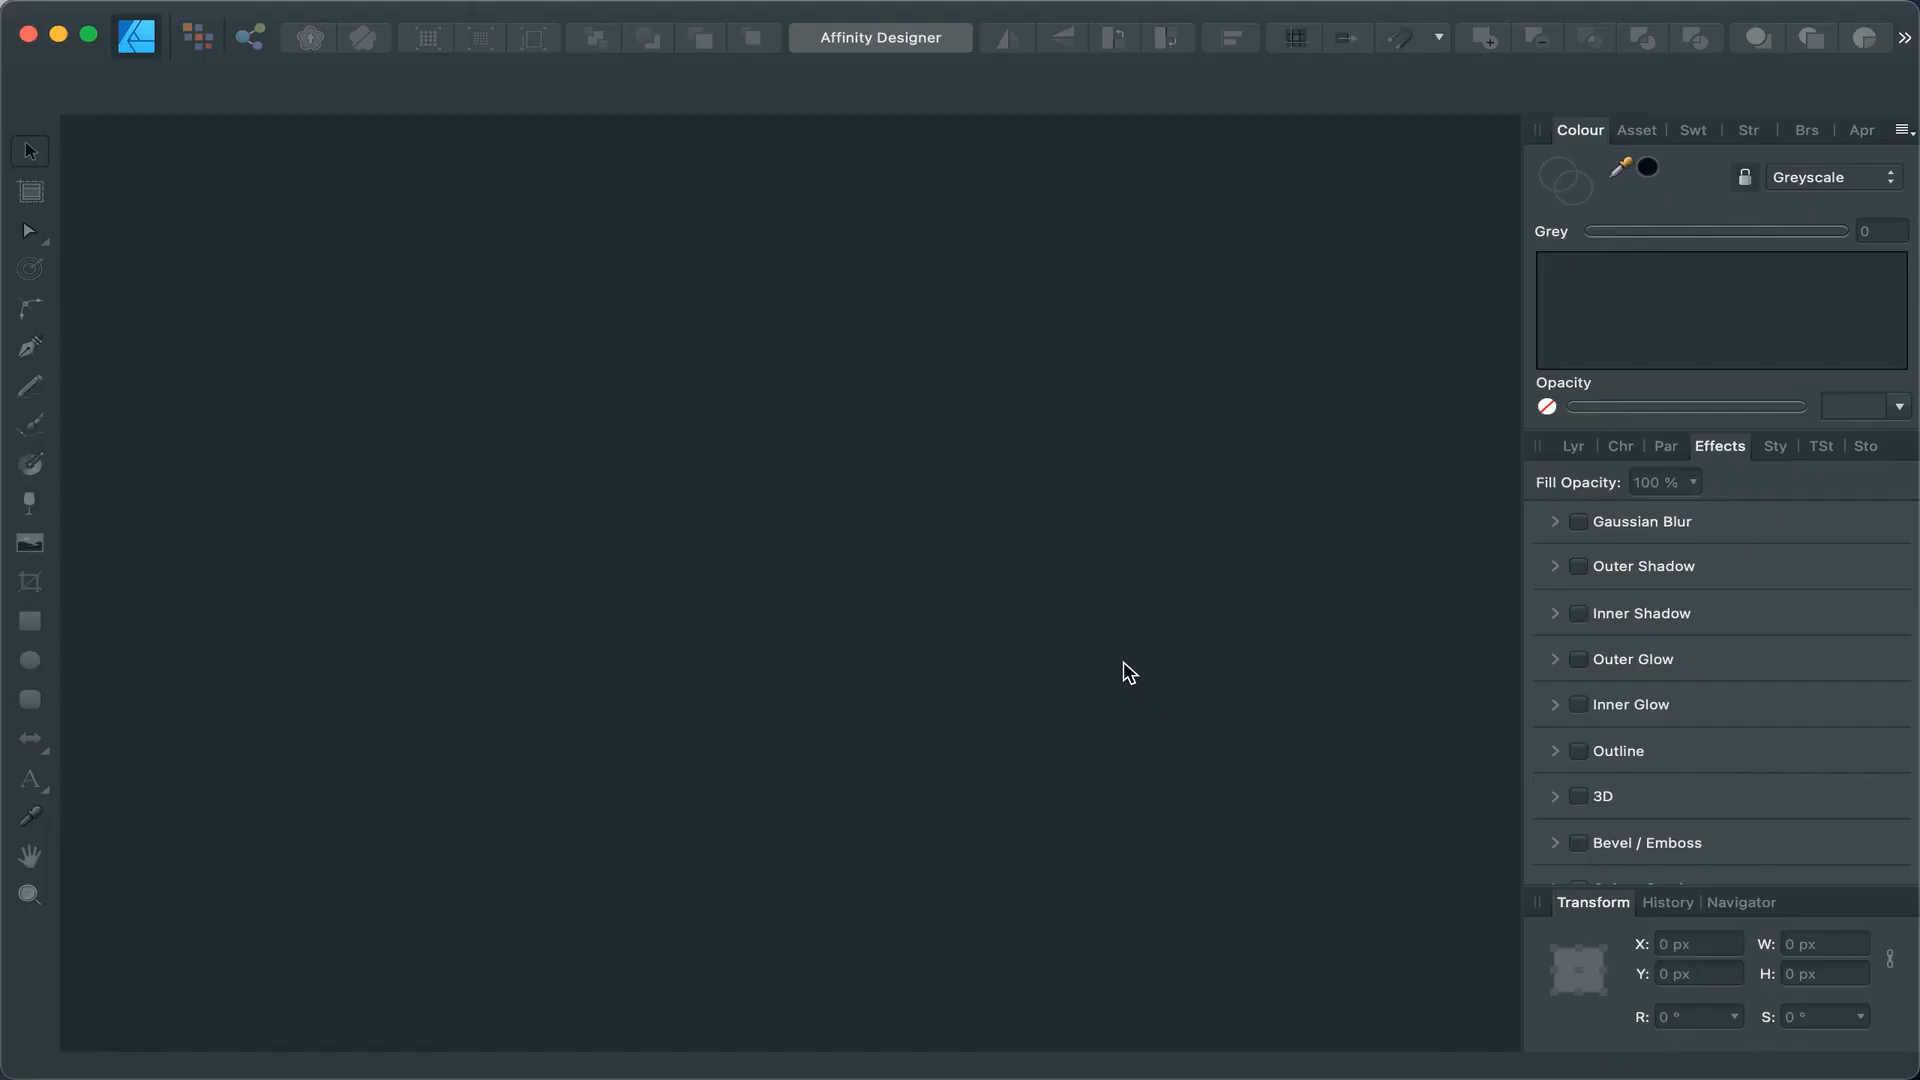 Affinity Designer
Colour Asset Swt Str Brs Apr
Greyscale
Grey 0
Opacity
Lyr Chr Par Effects Sty TSt Sto
Fill Opacity: 100 %
Gaussian Blur
Outer Shadow
Inner Shadow
Outer Glow
Inner Glow
Outline
3D
Bevel / Emboss
Transform History Navigator
X: 0 px W: 0 px
Y: 0 px H: 0 px
R: 0 ° S: 0 °